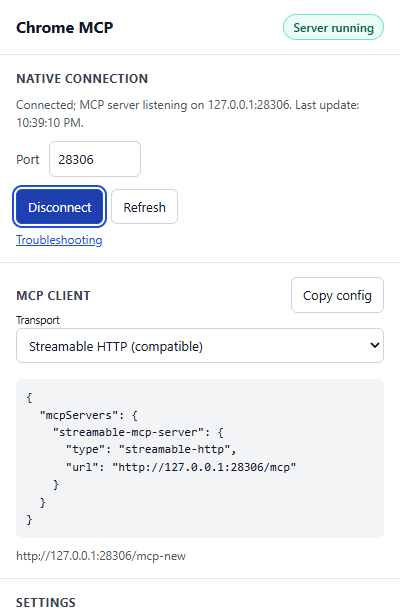 Chrome MCP
Server running
NATIVE CONNECTION
Connected; MCP server listening on 127.0.0.1:28306. Last update:
10:39:10 PM.
Port
28306
Disconnect
Refresh
Troubleshooting
MCP CLIENT
Copy config
Transport
Streamable HTTP (compatible)
{
  "mcpServers": {
    "streamable-mcp-server": {
      "type": "streamable-http",
      "url": "http://127.0.0.1:28306/mcp"
    }
  }
}
http://127.0.0.1:28306/mcp-new
SETTINGS